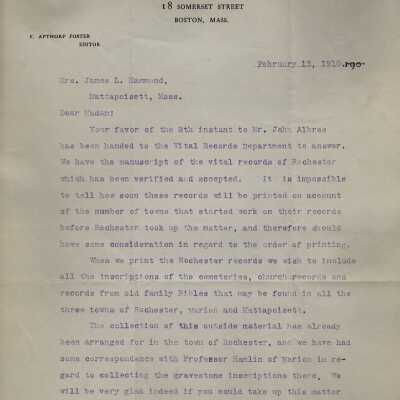 18 SOMERSET STREET
BOSTON, MASS.
F. APTHORP FOSTER
EDITOR
February 12, 1910.190-
Mrs. James L. Hammond,
Mattapoisett, Mass.
Dear Madam:
Your favor of the 8th instant to Mr. John Albree
has been handed to the Vital Records Department to answer.
We have the manuscript of the vital records of Rochester
which has been verified and accepted. It is impossible
to tell how soon these records will be printed on account
of the number of towns that started work on their records
before Rochester took up the matter, and therefore should
have some consideration in regard to the order of printing.
When we print the Rochester records we wish to include
all the inscriptions of the cemeteries, church records and
records from old family Bibles that may be found in all the
three towns of Rochester, Marion and Mattapoisett.
The collection of this outside material has already
been arranged for in the town of Rochester, and we have had
some correspondence with Professor Hamlin of Marion in re-
gard to collecting the gravestone inscriptions there. We
will be very glad indeed if you could take up this matter